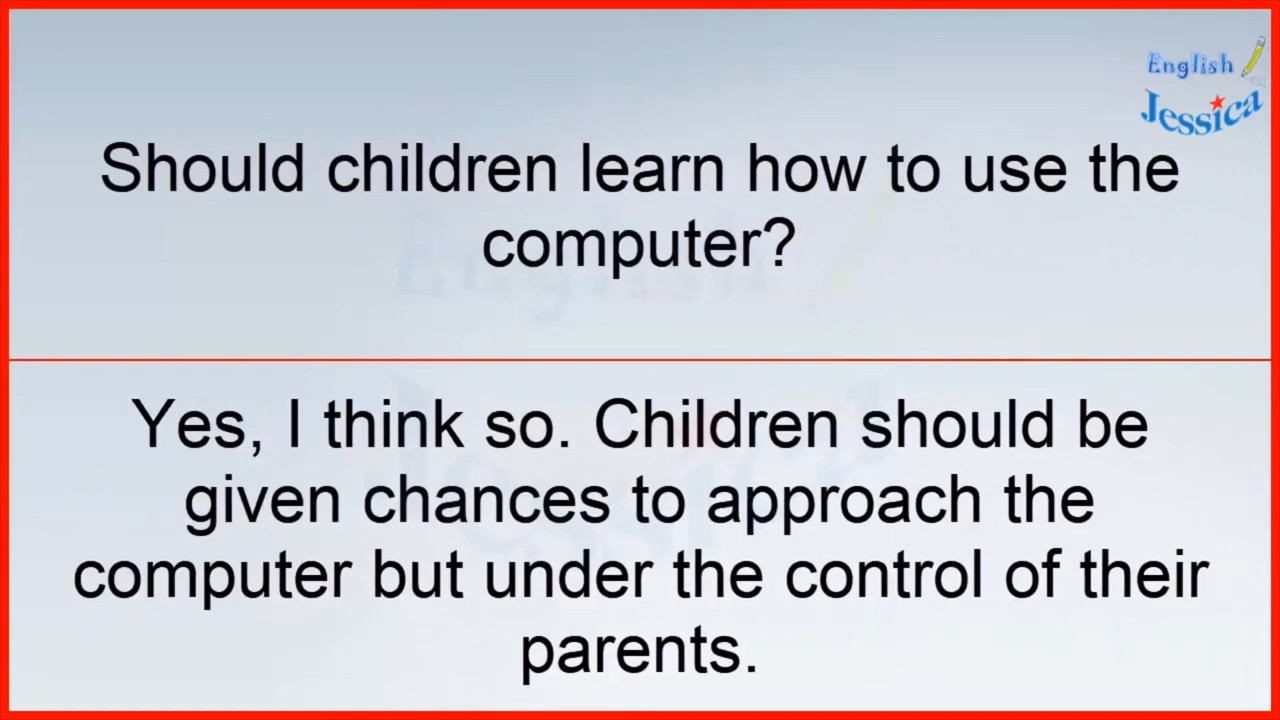 English
Jessica
Should children learn how to use the
computer?
Yes, I think so. Children should be
given chances to approach the
computer but under the control of their
parents.